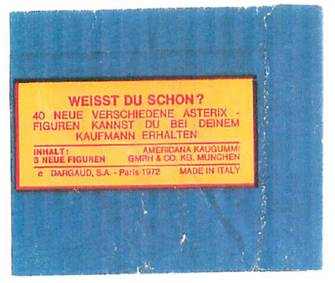 WEISST DU SCHON?
40 NEUE VERSCHIEDENE ASTERIX -
FIGUREN KANNST DU BEI DEINEM
KAUFMANN ERHALTEN
INHALT: AMERICANA KAUGUMMI
3 NEUE FIGUREN GMBH & CO. KG. MUNCHEN
c DARGAUD, S.A. - Paris 1972 MADE IN ITALY